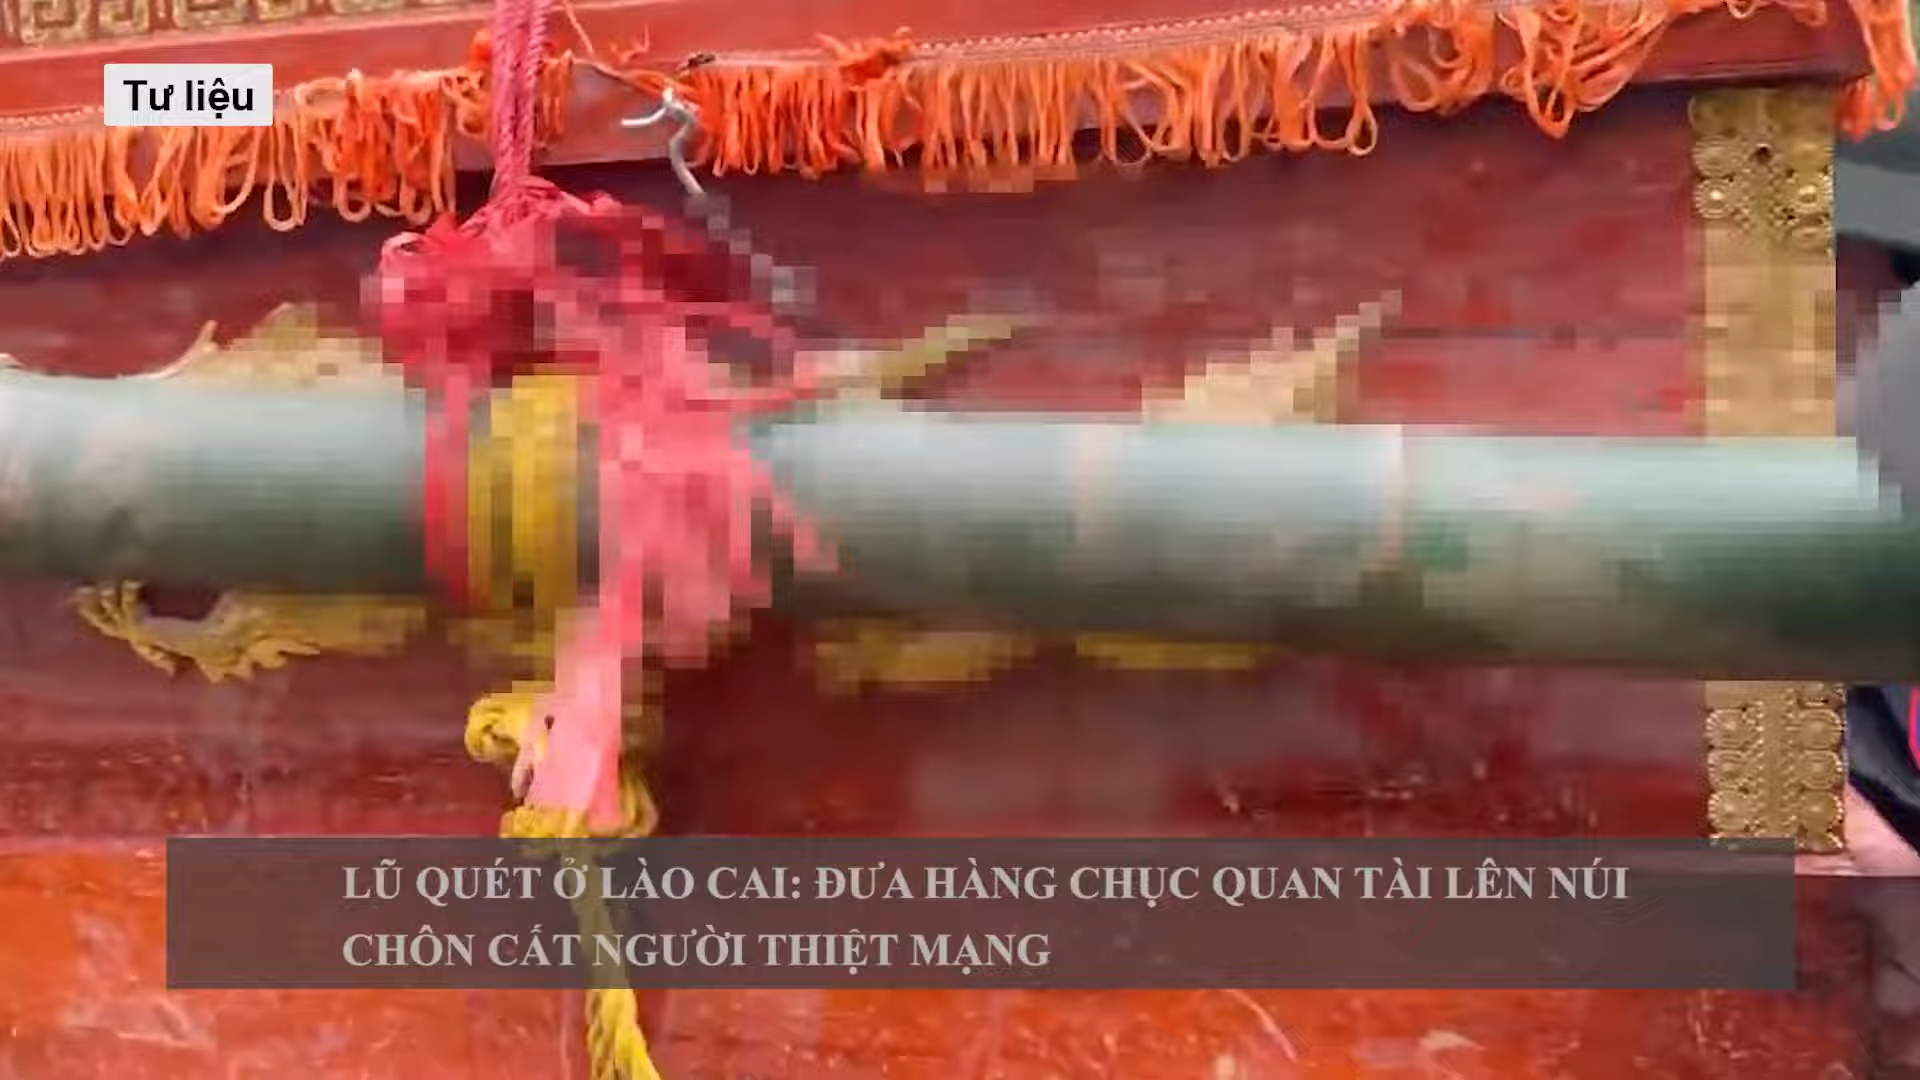 Tư liệu
LŨ QUÉT Ở LÀO CAI: ĐƯA HÀNG CHỤC QUAN TÀI LÊN NÚI
CHÔN CẤT NGƯỜI THIỆT MẠNG